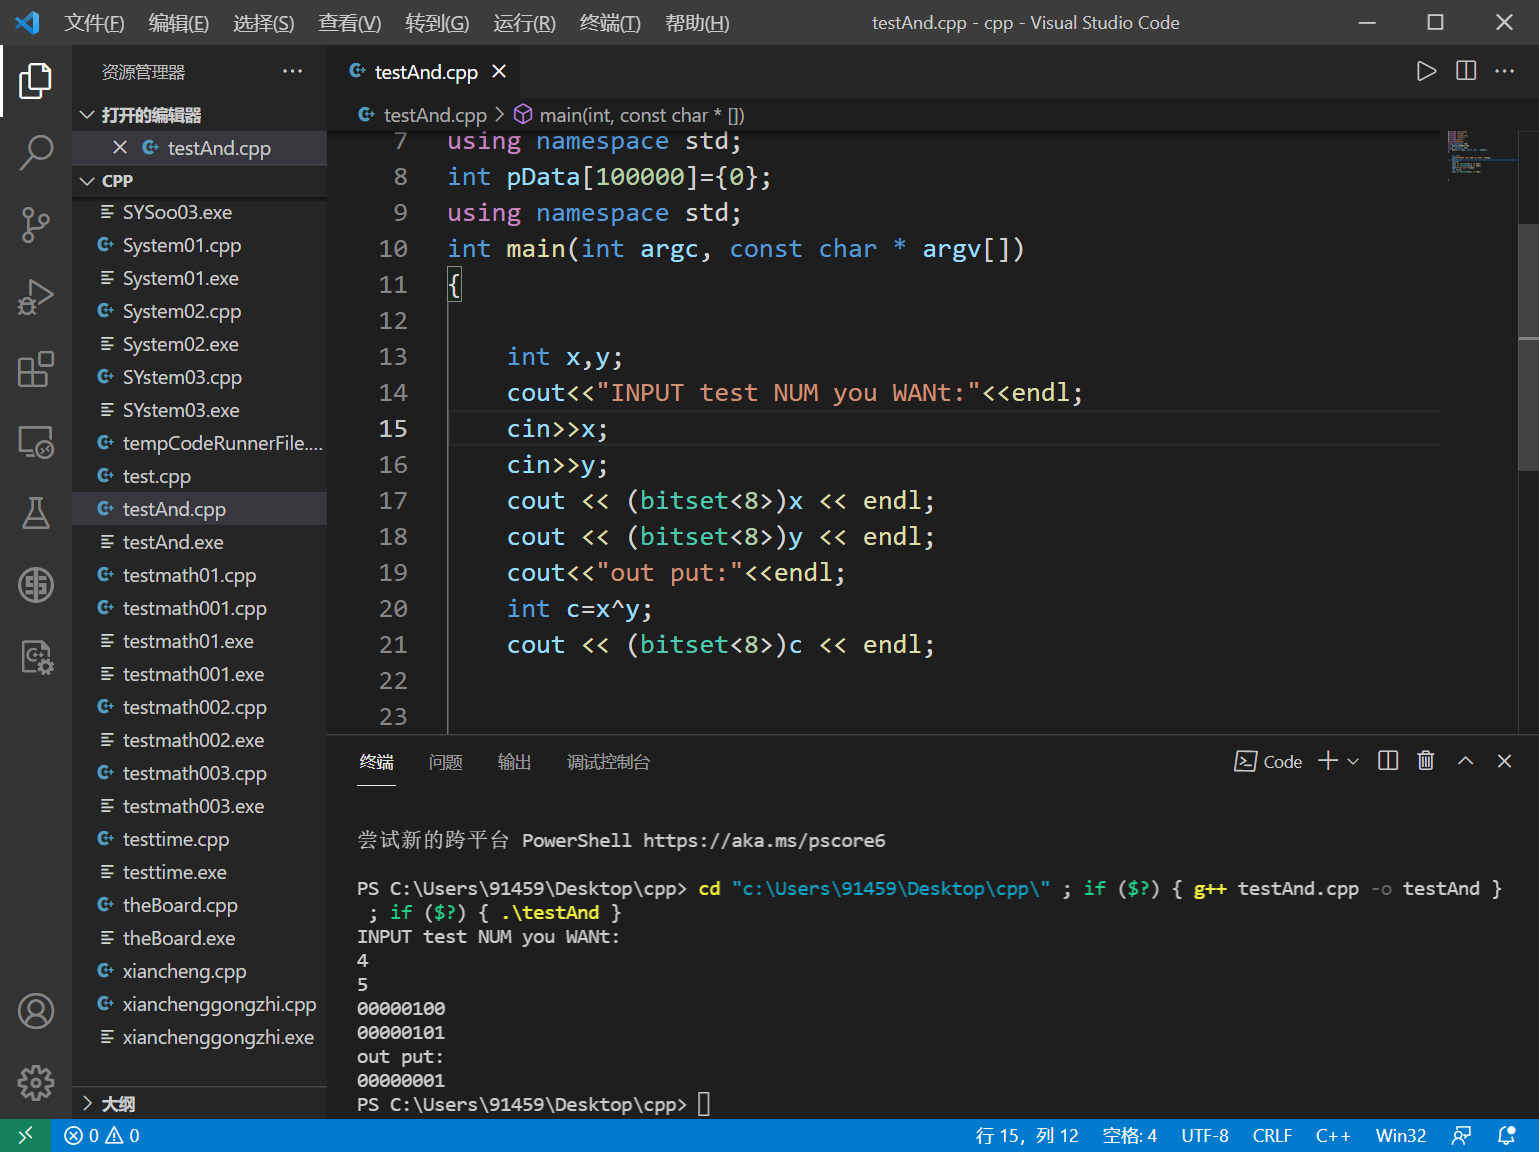 文件(F) 编辑(E) 选择(S) 查看(V) 转到(G) 运行(R) 终端(T) 帮助(H) testAnd.cpp - cpp - Visual Studio Code
资源管理器
打开的编辑器
testAnd.cpp
CPP
SYSoo03.exe
System01.cpp
System01.exe
System02.cpp
System02.exe
SYstem03.cpp
SYstem03.exe
tempCodeRunnerFile....
test.cpp
testAnd.cpp
testAnd.exe
testmath01.cpp
testmath001.cpp
testmath01.exe
testmath001.exe
testmath002.cpp
testmath002.exe
testmath003.cpp
testmath003.exe
testtime.cpp
testtime.exe
theBoard.cpp
theBoard.exe
xiancheng.cpp
xianchenggongzhi.cpp
xianchenggongzhi.exe
大纲
testAnd.cpp
testAnd.cpp > main(int, const char * [])
7 using namespace std;
8 int pData[100000]={0};
9 using namespace std;
10 int main(int argc, const char * argv[])
11 {
12
13 int x,y;
14 cout<<"INPUT test NUM you WANt:"<<endl;
15 cin>>x;
16 cin>>y;
17 cout << (bitset<8>)x << endl;
18 cout << (bitset<8>)y << endl;
19 cout<<"out put:"<<endl;
20 int c=x^y;
21 cout << (bitset<8>)c << endl;
22
23
终端 问题 输出 调试控制台 Code
尝试新的跨平台 PowerShell https://aka.ms/pscore6
PS C:\Users\91459\Desktop\cpp> cd "c:\Users\91459\Desktop\cpp\" ; if ($?) { g++ testAnd.cpp -o testAnd }
; if ($?) { .\testAnd }
INPUT test NUM you WANt:
4
5
00000100
00000101
out put:
00000001
PS C:\Users\91459\Desktop\cpp>
0 0 行 15，列 12 空格: 4 UTF-8 CRLF C++ Win32